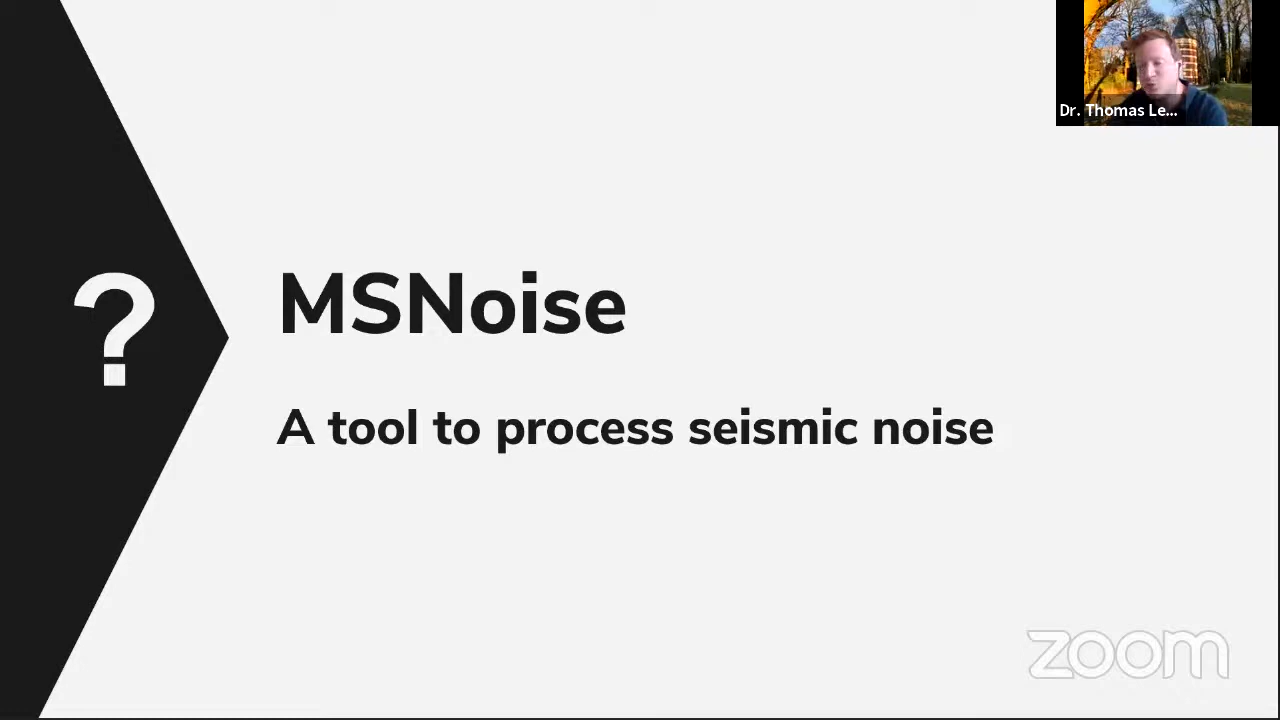 Dr. Thomas Le...
?
MSNoise
A tool to process seismic noise
zoom